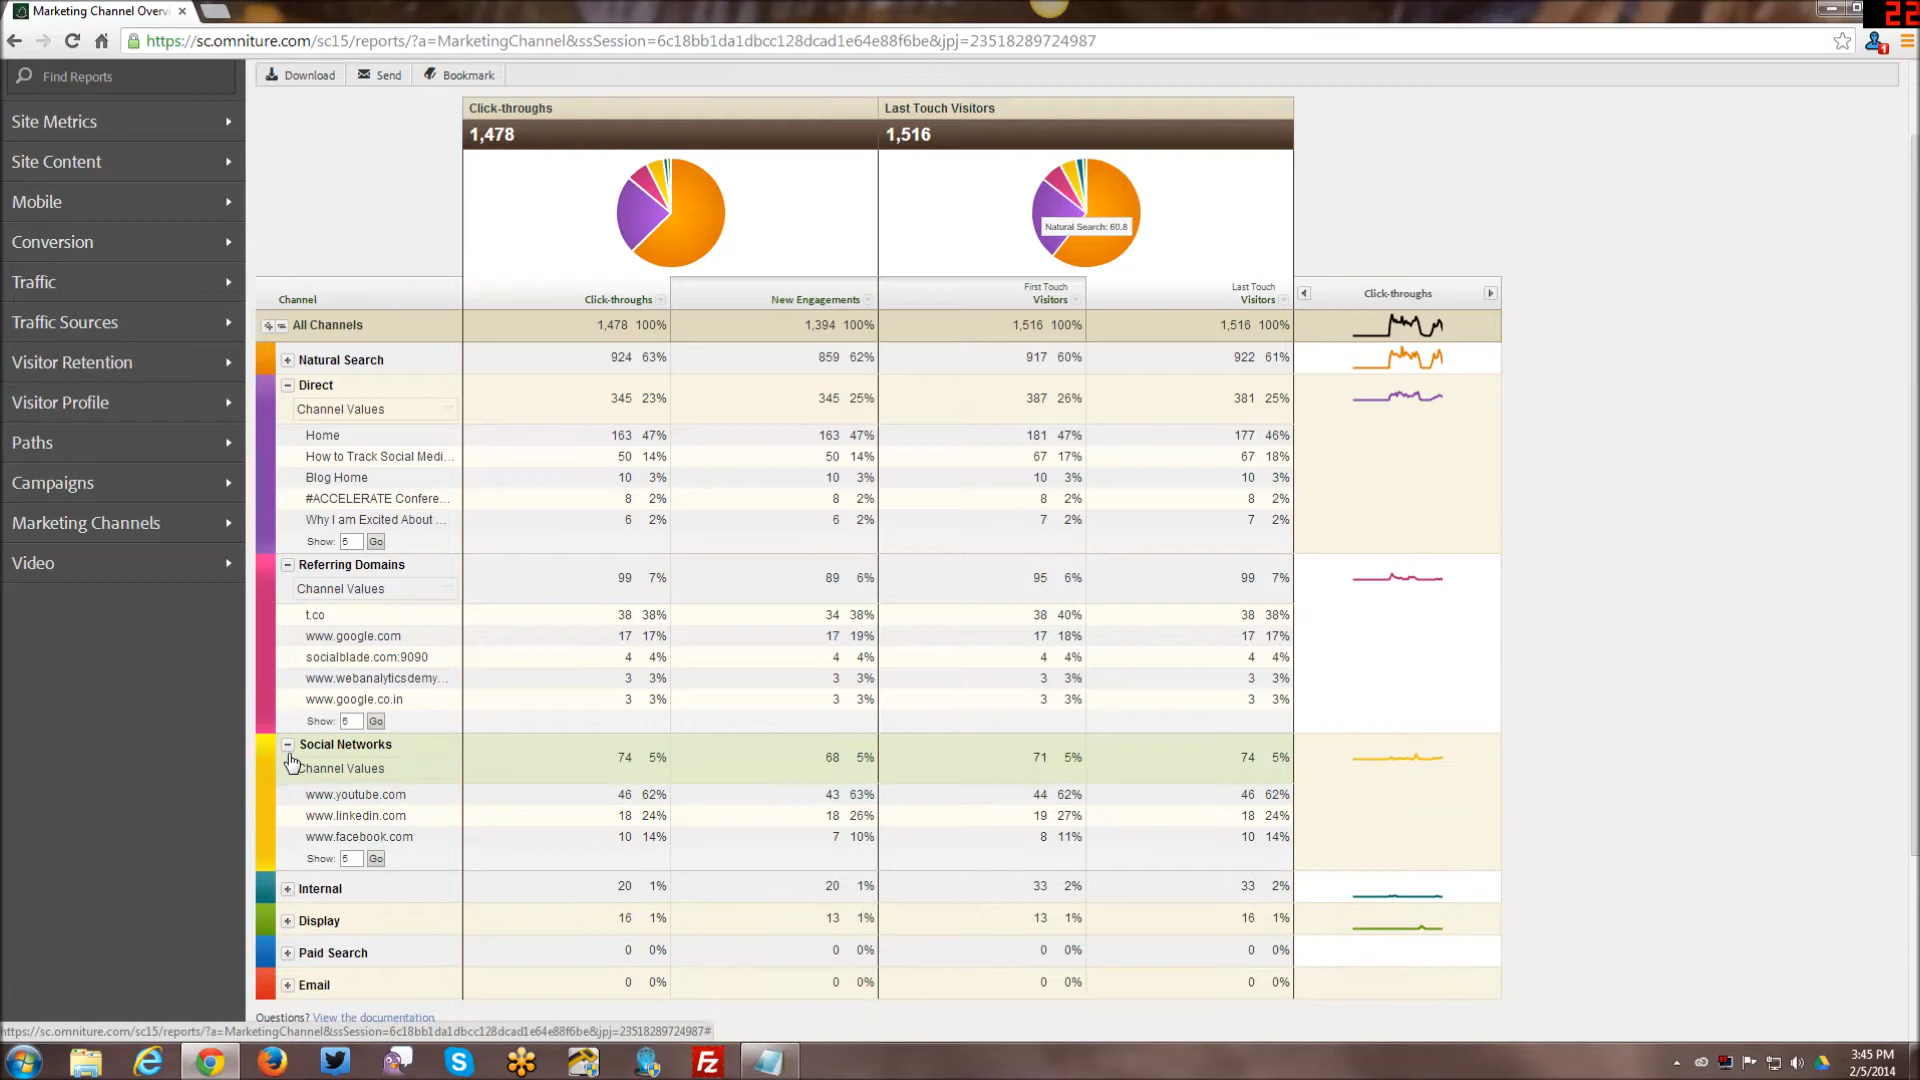 Marketing Channel Overv
22
https://sc.omniture.com/sc15/reports/?a=MarketingChannel&ssSession=6c18bb1da1dbcc128dcad1e64e88f6be&jpj=23518289724987
1
Find Reports
Download Send Bookmark
Site Metrics
Site Content
Mobile
Conversion
Traffic
Traffic Sources
Visitor Retention
Visitor Profile
Paths
Campaigns
Marketing Channels
Video
Click-throughs Last Touch Visitors
1,478 1,516
Natural Search: 60.8
Channel Click-throughs New Engagements First Touch Visitors Last Touch Visitors Click-throughs
All Channels 1,478 100% 1,394 100% 1,516 100% 1,516 100%
Natural Search 924 63% 859 62% 917 60% 922 61%
Direct
Channel Values 345 23% 345 25% 387 26% 381 25%
Home 163 47% 163 47% 181 47% 177 46%
How to Track Social Medi... 50 14% 50 14% 67 17% 67 18%
Blog Home 10 3% 10 3% 10 3% 10 3%
#ACCELERATE Confere... 8 2% 8 2% 8 2% 8 2%
Why I am Excited About ... 6 2% 6 2% 7 2% 7 2%
Show: 5 Go
Referring Domains
Channel Values 99 7% 89 6% 95 6% 99 7%
t.co 38 38% 34 38% 38 40% 38 38%
www.google.com 17 17% 17 19% 17 18% 17 17%
socialblade.com:9090 4 4% 4 4% 4 4% 4 4%
www.webanalyticsdemy... 3 3% 3 3% 3 3% 3 3%
www.google.co.in 3 3% 3 3% 3 3% 3 3%
Show: 5 Go
Social Networks
Channel Values 74 5% 68 5% 71 5% 74 5%
www.youtube.com 46 62% 43 63% 44 62% 46 62%
www.linkedin.com 18 24% 18 26% 19 27% 18 24%
www.facebook.com 10 14% 7 10% 8 11% 10 14%
Show: 5 Go
Internal 20 1% 20 1% 33 2% 33 2%
Display 16 1% 13 1% 13 1% 16 1%
Paid Search 0 0% 0 0% 0 0% 0 0%
Email 0 0% 0 0% 0 0% 0 0%
Questions? View the documentation.
https://sc.omniture.com/sc15/reports/?a=MarketingChannel&ssSession=6c18bb1da1dbcc128dcad1e64e88f6be&jpj=23518289724987#
3:45 PM
2/5/2014